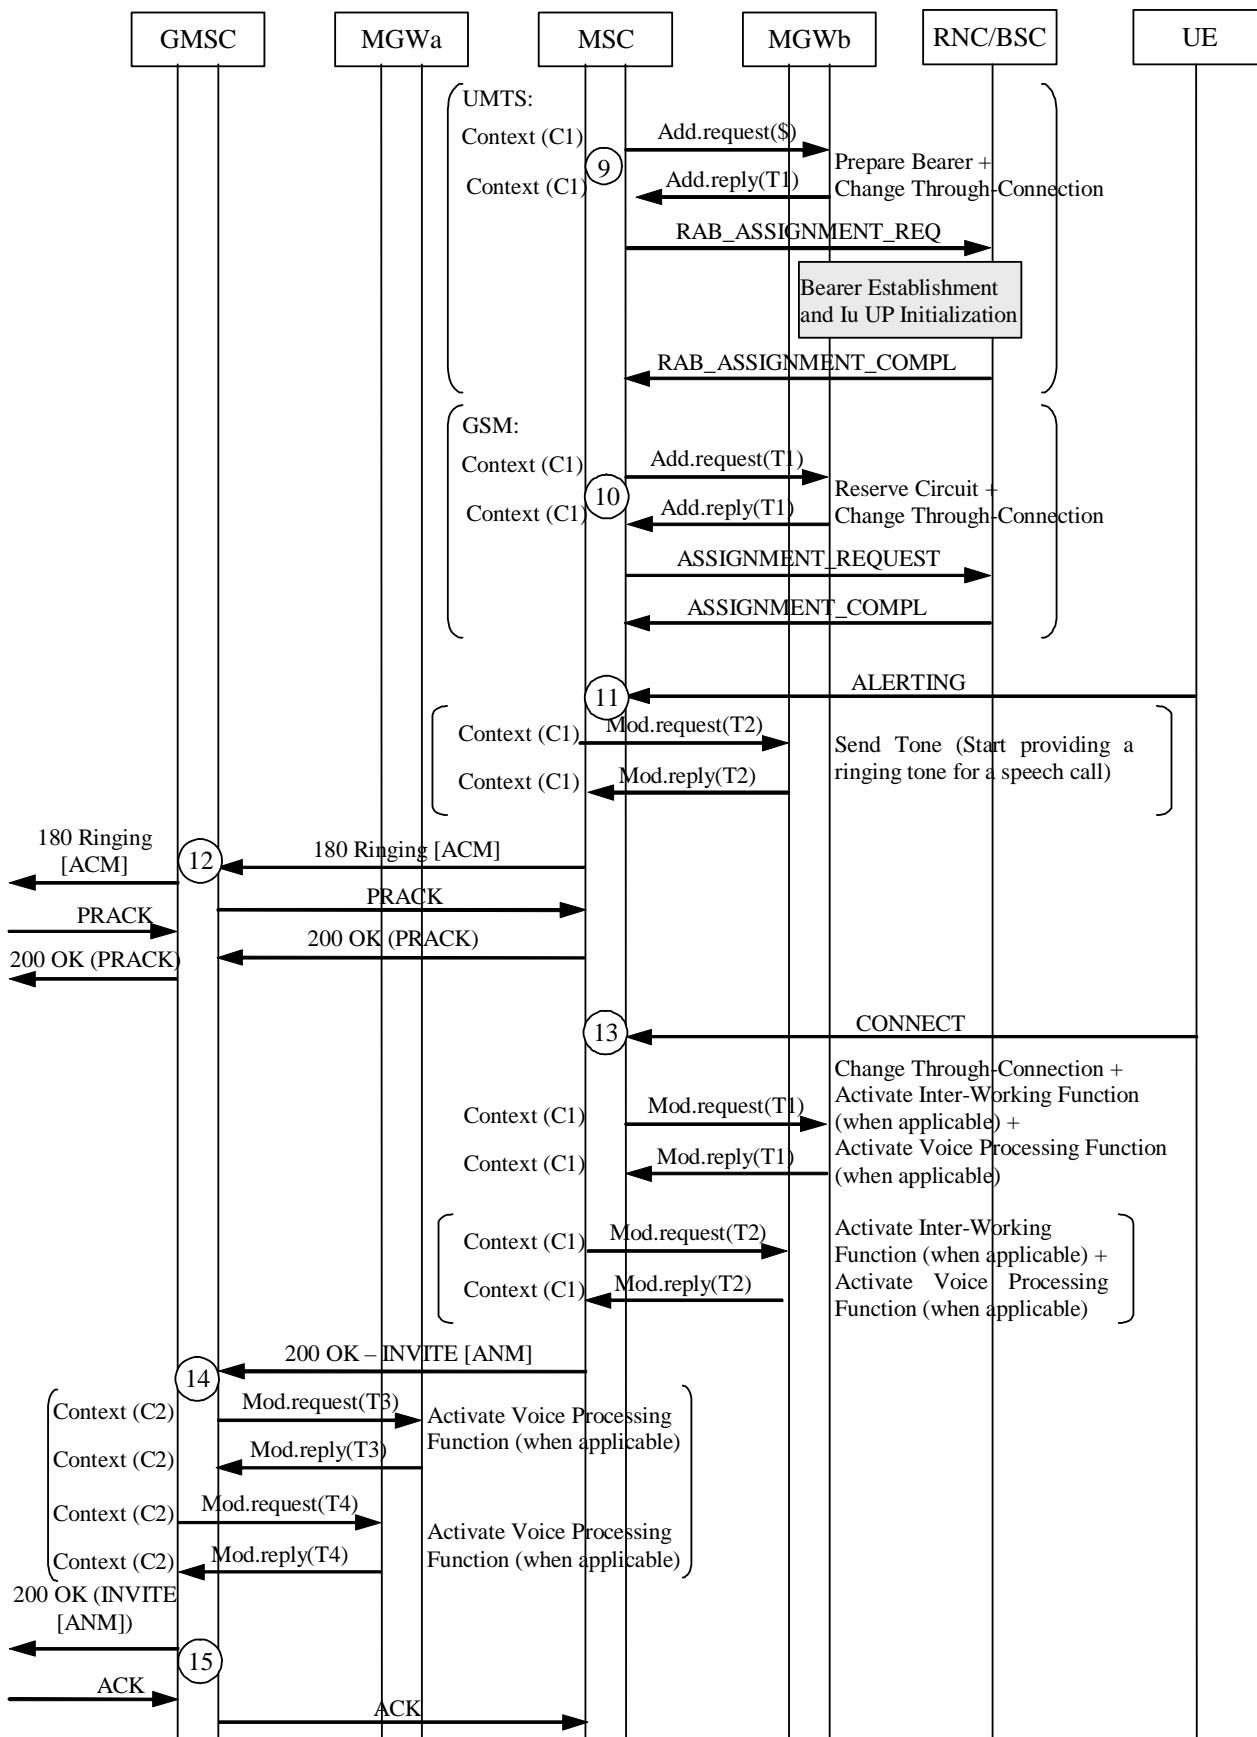 GMSC MGWa MSC MGWb RNC/BSC UE
UMTS:
Context (C1) Add.request($)
9
Prepare Bearer +
Context (C1) Add.reply(T1) Change Through-Connection
RAB_ASSIGNMENT_REQ
Bearer Establishment
and Iu UP Initialization
RAB_ASSIGNMENT_COMPL
GSM:
Context (C1) Add.request(T1)
10
Reserve Circuit +
Context (C1) Add.reply(T1) Change Through-Connection
ASSIGNMENT_REQUEST
ASSIGNMENT_COMPL
11 ALERTING
Context (C1) Mod.request(T2)
Send Tone (Start providing a
Context (C1) Mod.reply(T2) ringing tone for a speech call)
180 Ringing
[ACM]
12 180 Ringing [ACM]
PRACK
PRACK
200 OK (PRACK)
200 OK (PRACK)
13 CONNECT
Change Through-Connection +
Activate Inter-Working Function
Context (C1) Mod.request(T1) (when applicable) +
Activate Voice Processing Function
Context (C1) Mod.reply(T1) (when applicable)
Context (C1) Mod.request(T2) Activate Inter-Working
Function (when applicable) +
Context (C1) Mod.reply(T2) Activate Voice Processing
Function (when applicable)
14 200 OK – INVITE [ANM]
Context (C2) Mod.request(T3) Activate Voice Processing
Function (when applicable)
Context (C2) Mod.reply(T3)
Context (C2) Mod.request(T4)
Activate Voice Processing
Context (C2) Mod.reply(T4) Function (when applicable)
200 OK (INVITE
[ANM])
15
ACK
ACK